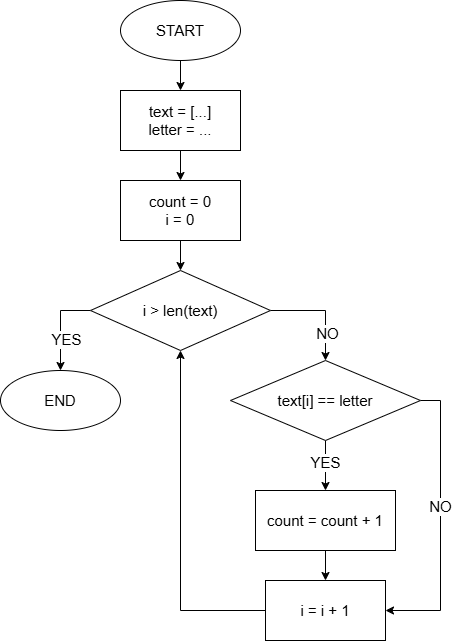 START
text = [...]
letter = ...
count = 0
i = 0
i > len(text)
YES
NO
END
text[i] == letter
YES
NO
count = count + 1
i = i + 1